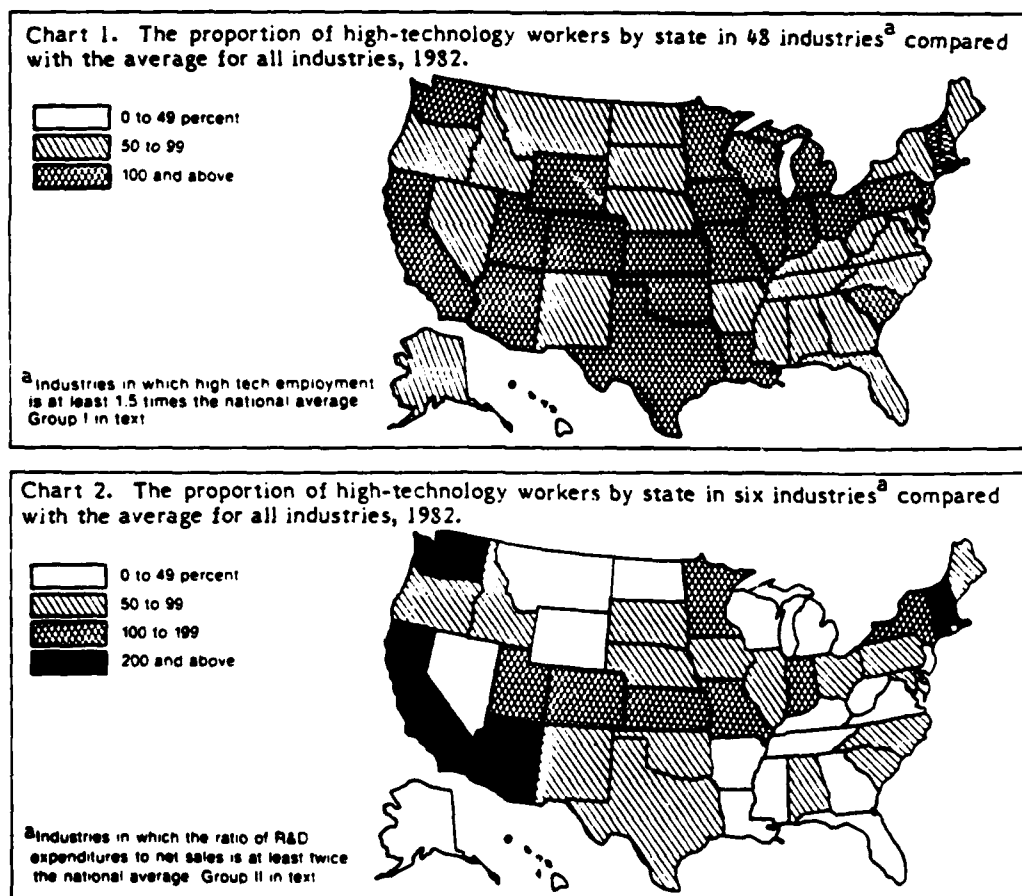 Chart 1. The proportion of high-technology workers by state in 48 industriesa compared
with the average for all industries, 1982.
0 to 49 percent
50 to 99
100 and above
aIndustries in which high tech employment
is at least 1.5 times the national average
Group I in text
Chart 2. The proportion of high-technology workers by state in six industriesa compared
with the average for all industries, 1982.
0 to 49 percent
50 to 99
100 to 199
200 and above
aIndustries in which the ratio of R&D
expenditures to net sales is at least twice
the national average Group II in text